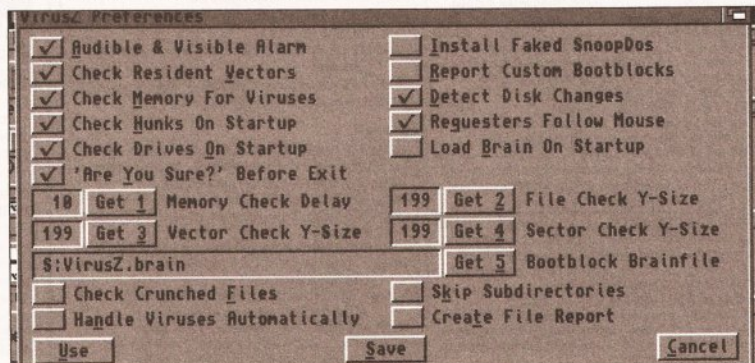 VirusZ Preferences
Audible & Visible Alarm Install Faked SnoopDos
Check Resident Vectors Report Custom Bootblocks
Check Memory For Viruses Detect Disk Changes
Check Hunks On Startup Requesters Follow Mouse
Check Drives On Startup Load Brain On Startup
'Are You Sure?' Before Exit
10 Get 1 Memory Check Delay 199 Get 2 File Check Y-Size
199 Get 3 Vector Check Y-Size 199 Get 4 Sector Check Y-Size
S:VirusZ.brain Get 5 Bootblock Brainfile
Check Crunched Files Skip Subdirectories
Handle Viruses Automatically Create File Report
Use Save Cancel